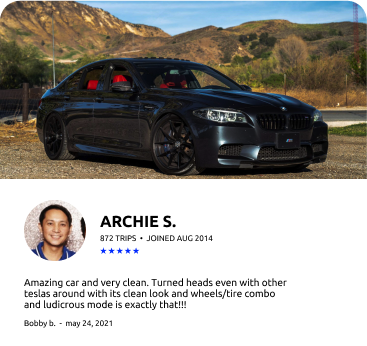 ARCHIE S.
872 TRIPS • JOINED AUG 2014
Amazing car and very clean. Turned heads even with other
teslas around with its clean look and wheels/tire combo
and ludicrous mode is exactly that!!!
Bobby b. - may 24, 2021